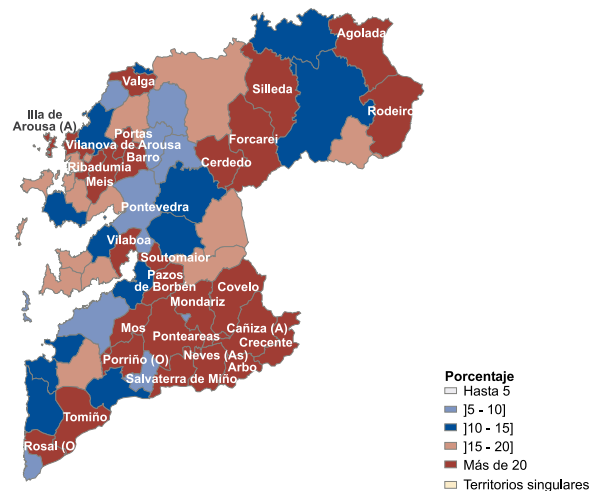 Agolada
Valga
Silleda
Illa de
Arousa (A)
Rodeiro
Portas
Forcarei
Vilanova de Arousa
Barro
Cerdedo
Ribadumia
Meis
Pontevedra
Vilaboa
Soutomaior
Pazos
de Borbén
Covelo
Mondariz
Mos
Cañiza (A)
Ponteareas
Crecente
Neves (As)
Porriño (O)
Arbo
Salvaterra de Miño
Tomiño
Rosal (O)
Porcentaje
Hasta 5
]5 - 10]
]10 - 15]
]15 - 20]
Más de 20
Territorios singulares